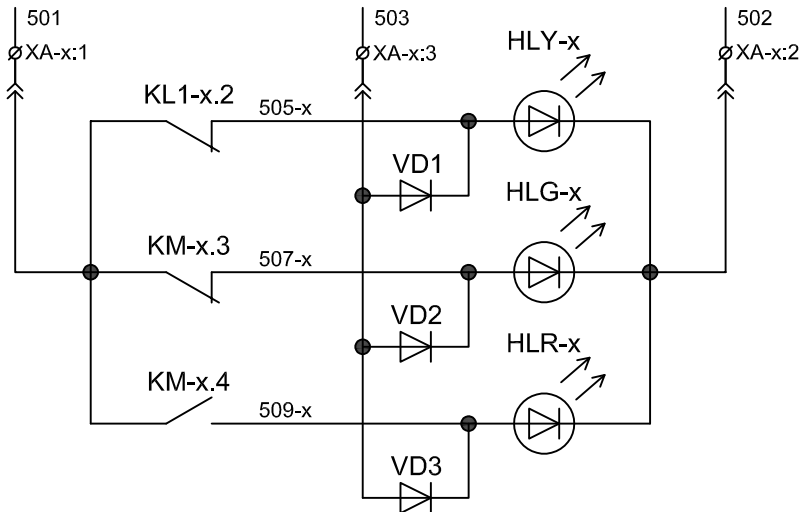 501
XA-x:1
503
XA-x:3
HLY-x
502
XA-x:2
KL1-x.2
505-x
VD1
HLG-x
KM-x.3
507-x
VD2
HLR-x
KM-x.4
509-x
VD3